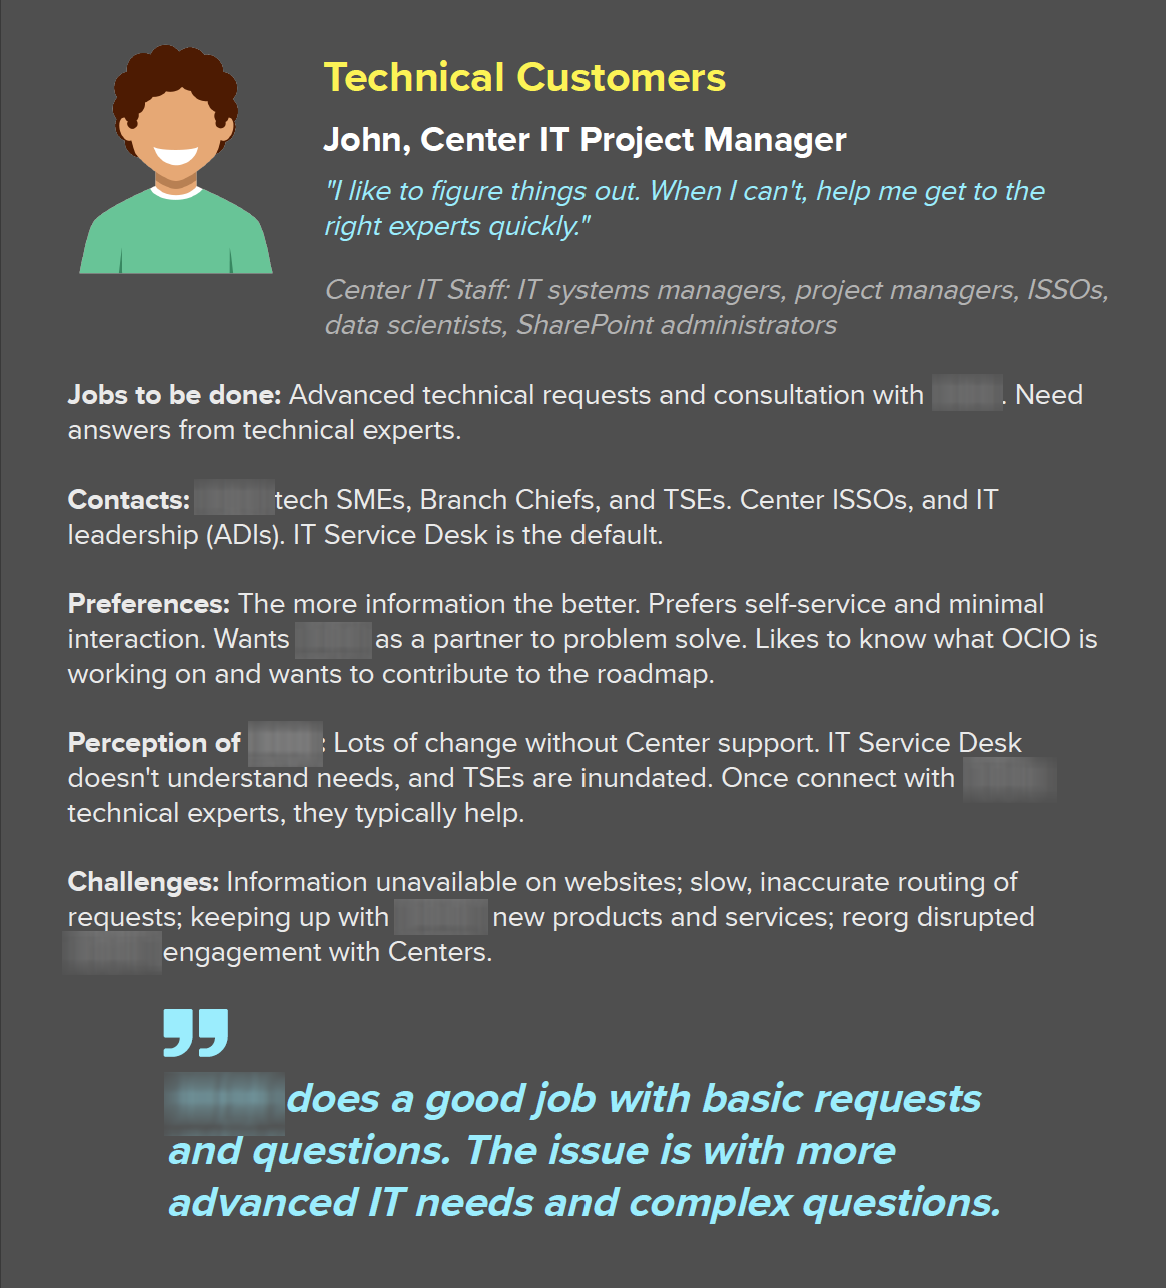 Technical Customers
John, Center IT Project Manager
"I like to figure things out. When I can't, help me get to the
right experts quickly."
Center IT Staff: IT systems managers, project managers, ISSOs,
data scientists, SharePoint administrators
Jobs to be done: Advanced technical requests and consultation with . Need
answers from technical experts.
Contacts: tech SMEs, Branch Chiefs, and TSEs. Center ISSOs, and IT
leadership (ADIs). IT Service Desk is the default.
Preferences: The more information the better. Prefers self-service and minimal
interaction. Wants as a partner to problem solve. Likes to know what OCIO is
working on and wants to contribute to the roadmap.
Perception of : Lots of change without Center support. IT Service Desk
doesn't understand needs, and TSEs are inundated. Once connect with
technical experts, they typically help.
Challenges: Information unavailable on websites; slow, inaccurate routing of
requests; keeping up with new products and services; reorg disrupted
engagement with Centers.
does a good job with basic requests
and questions. The issue is with more
advanced IT needs and complex questions.